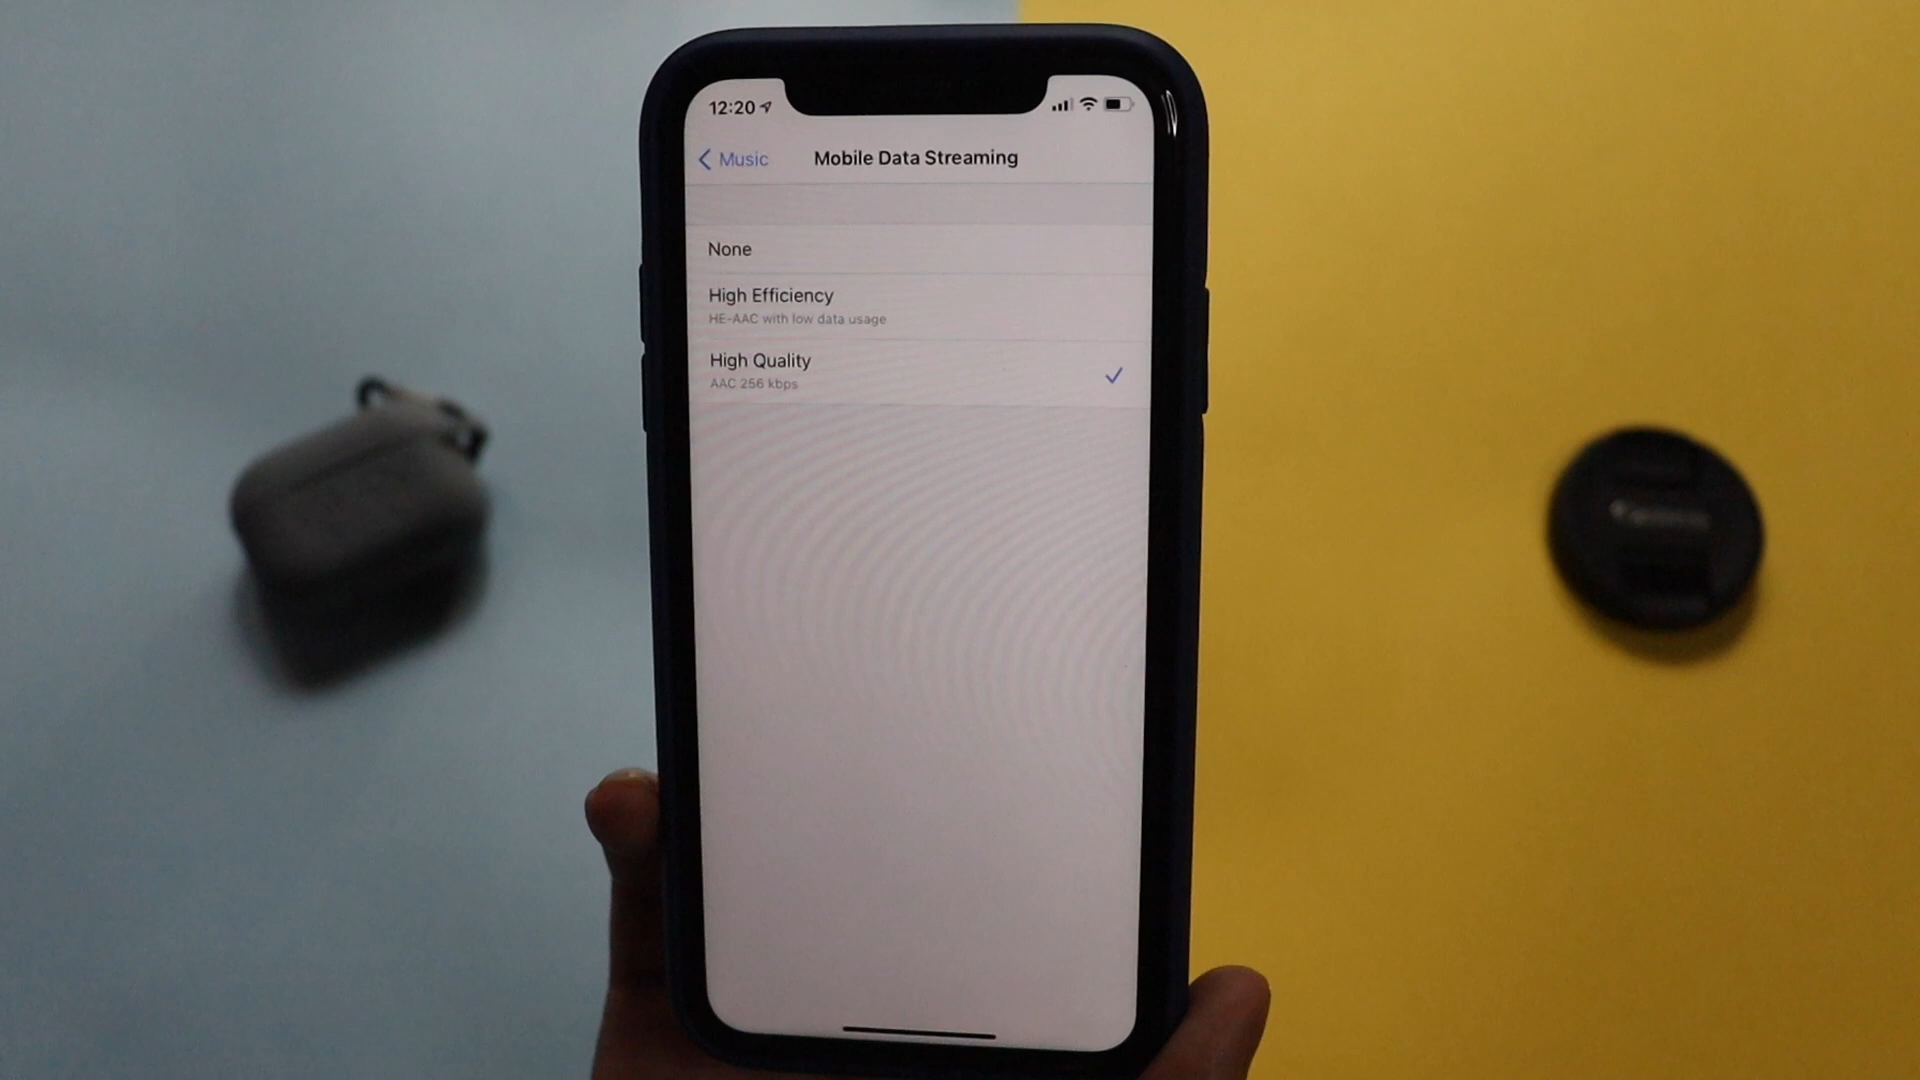 12:20
Music
Mobile Data Streaming
None
High Efficiency
HE-AAC with low data usage
High Quality
AAC 256 kbps